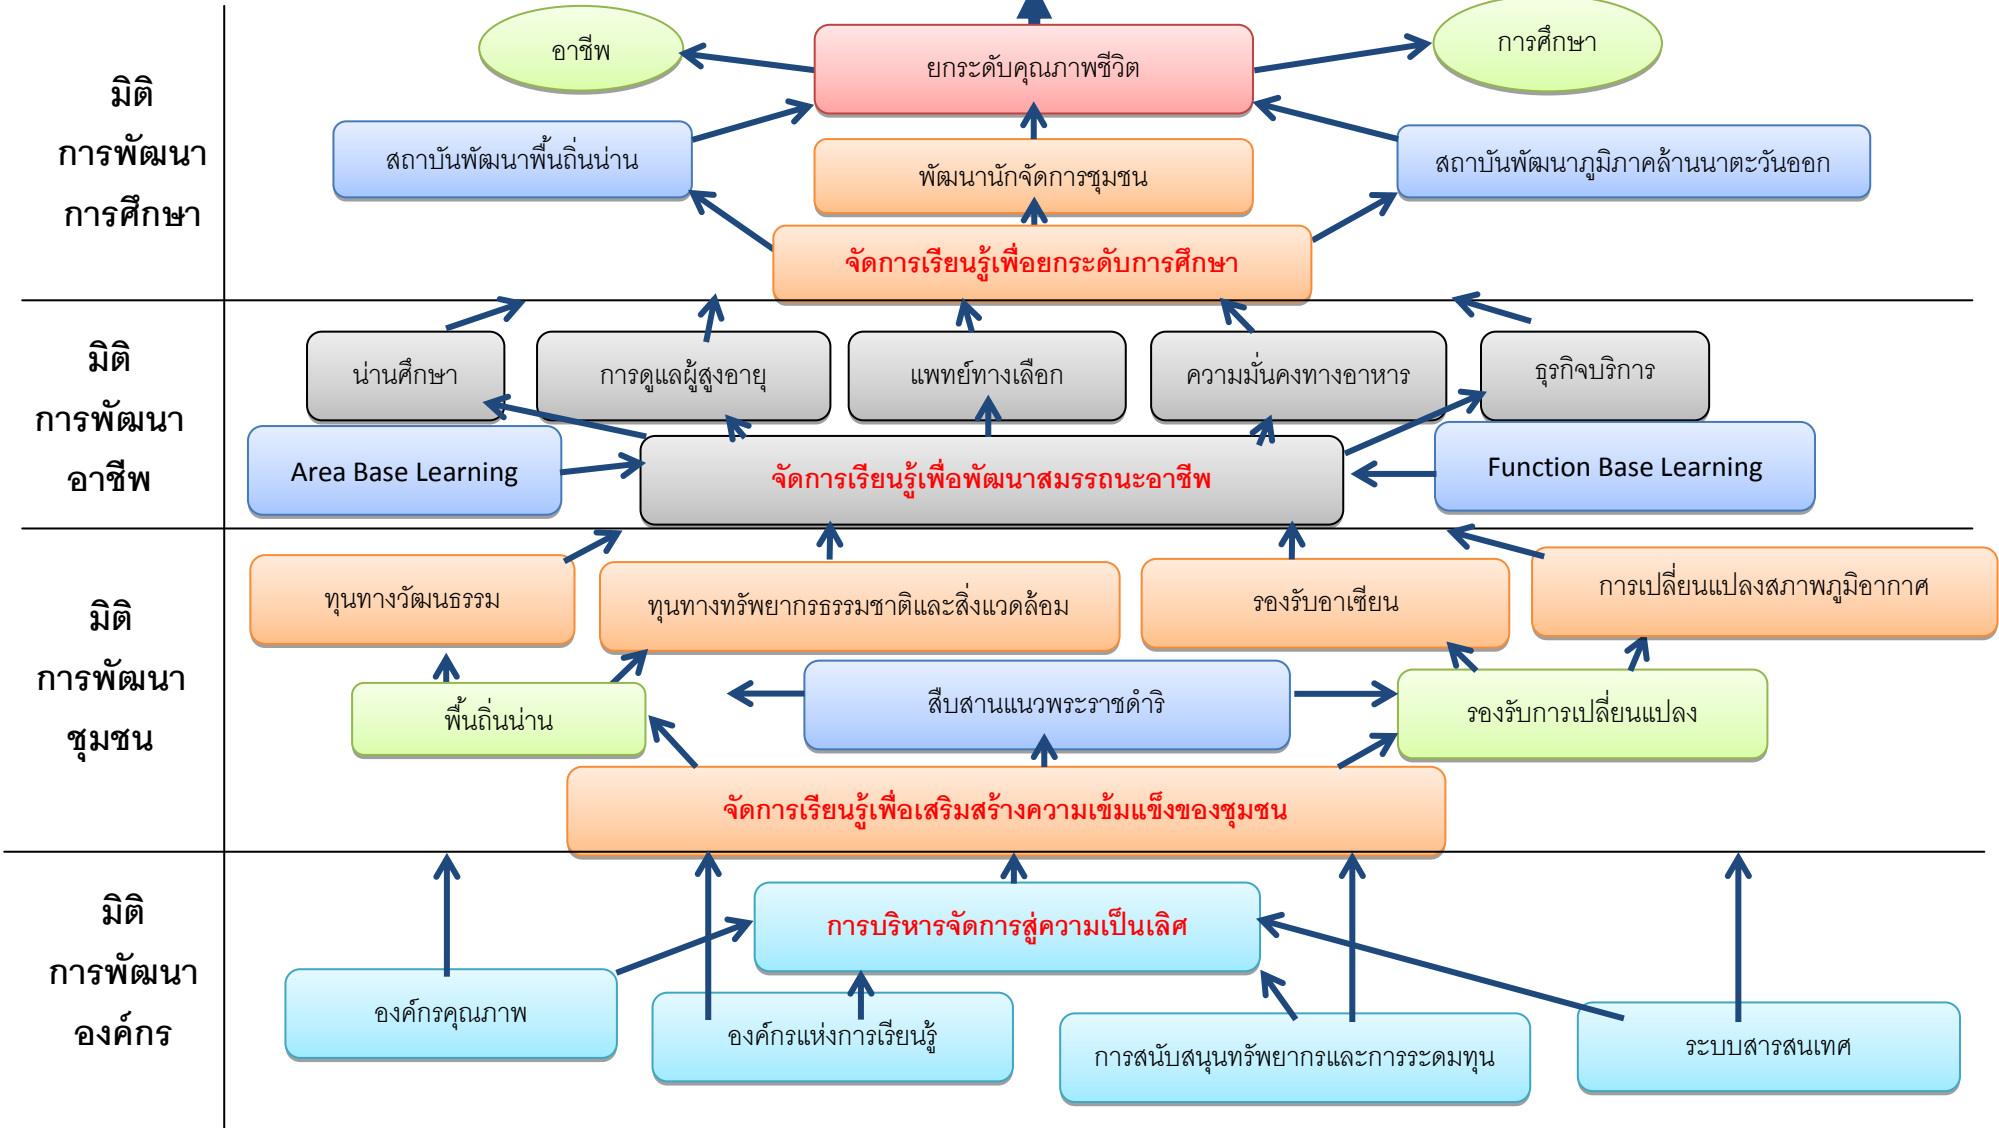 อาชีพ
ยกระดับคุณภาพชีวิต
การศึกษา
มิติ
การพัฒนา
การศึกษา
สถาบันพัฒนาพื้นถิ่นน่าน
พัฒนานักจัดการชุมชน
สถาบันพัฒนาภูมิภาคล้านนาตะวันออก
จัดการเรียนรู้เพื่อยกระดับการศึกษา
มิติ
การพัฒนา
อาชีพ
น่านศึกษา
การดูแลผู้สูงอายุ
แพทย์ทางเลือก
ความมั่นคงทางอาหาร
ธุรกิจบริการ
Area Base Learning
จัดการเรียนรู้เพื่อพัฒนาสมรรถนะอาชีพ
Function Base Learning
มิติ
การพัฒนา
ชุมชน
ทุนทางวัฒนธรรม
ทุนทางทรัพยากรธรรมชาติและสิ่งแวดล้อม
รองรับอาเซียน
การเปลี่ยนแปลงสภาพภูมิอากาศ
พื้นถิ่นน่าน
สืบสานแนวพระราชดำริ
รองรับการเปลี่ยนแปลง
จัดการเรียนรู้เพื่อเสริมสร้างความเข้มแข็งของชุมชน
มิติ
การพัฒนา
องค์กร
การบริหารจัดการสู่ความเป็นเลิศ
องค์กรคุณภาพ
องค์กรแห่งการเรียนรู้
การสนับสนุนทรัพยากรและการระดมทุน
ระบบสารสนเทศ